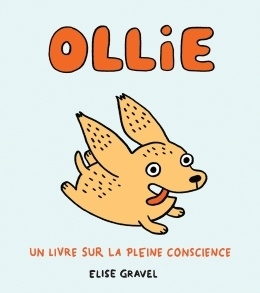 OLLiE
UN LIVRE SUR LA PLEINE CONSCIENCE
ELISE GRAVEL